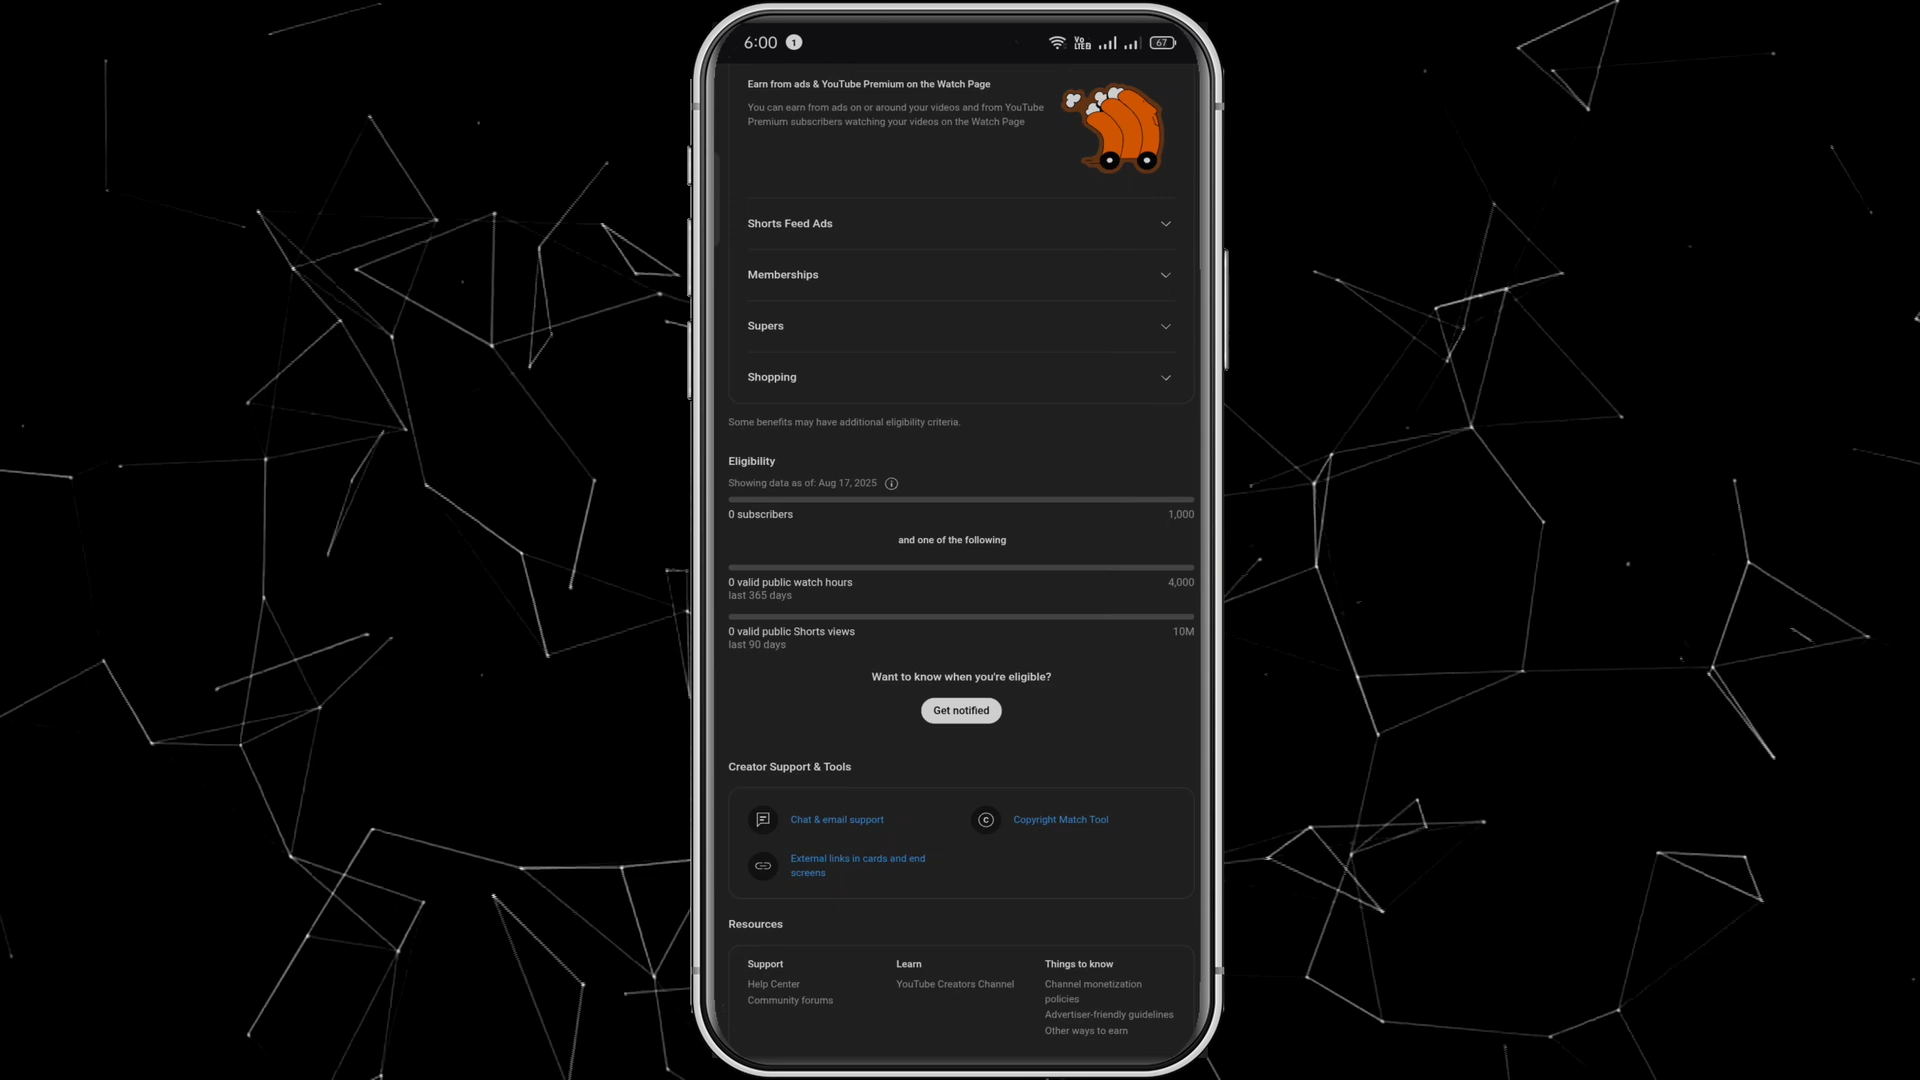 6:00 1
Vo LTE2 67
Earn from ads & YouTube Premium on the Watch Page
You can earn from ads on or around your videos and from YouTube
Premium subscribers watching your videos on the Watch Page
Shorts Feed Ads
Memberships
Supers
Shopping
Some benefits may have additional eligibility criteria.
Eligibility
Showing data as of: Aug 17, 2025
0 subscribers 1,000
and one of the following
0 valid public watch hours 4,000
last 365 days
0 valid public Shorts views 10M
last 90 days
Want to know when you're eligible?
Get notified
Creator Support & Tools
Chat & email support
Copyright Match Tool
External links in cards and end
screens
Resources
Support
Help Center
Community forums
Learn
YouTube Creators Channel
Things to know
Channel monetization
policies
Advertiser-friendly guidelines
Other ways to earn